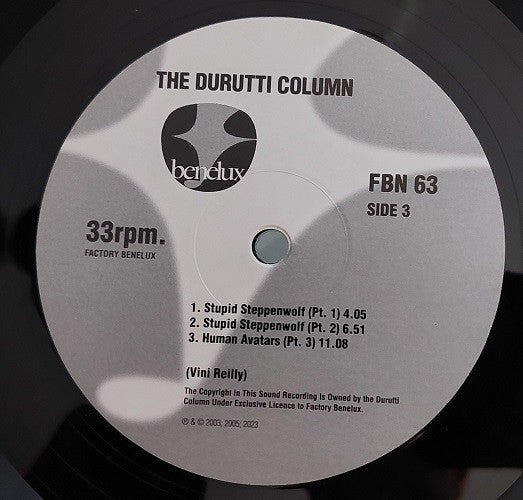 THE DURUTTI COLUMN
benelux
FBN 63
SIDE 3
33rpm.
FACTORY BENELUX
1. Stupid Steppenwolf (Pt. 1) 4.05
2. Stupid Steppenwolf (Pt. 2) 6.51
3. Human Avatars (Pt. 3) 11.08
(Vini Reilly)
The Copyright in This Sound Recording is Owned by the Durutti
Column Under Exclusive Licence to Factory Benelux.
℗ & © 2003; 2005; 2023